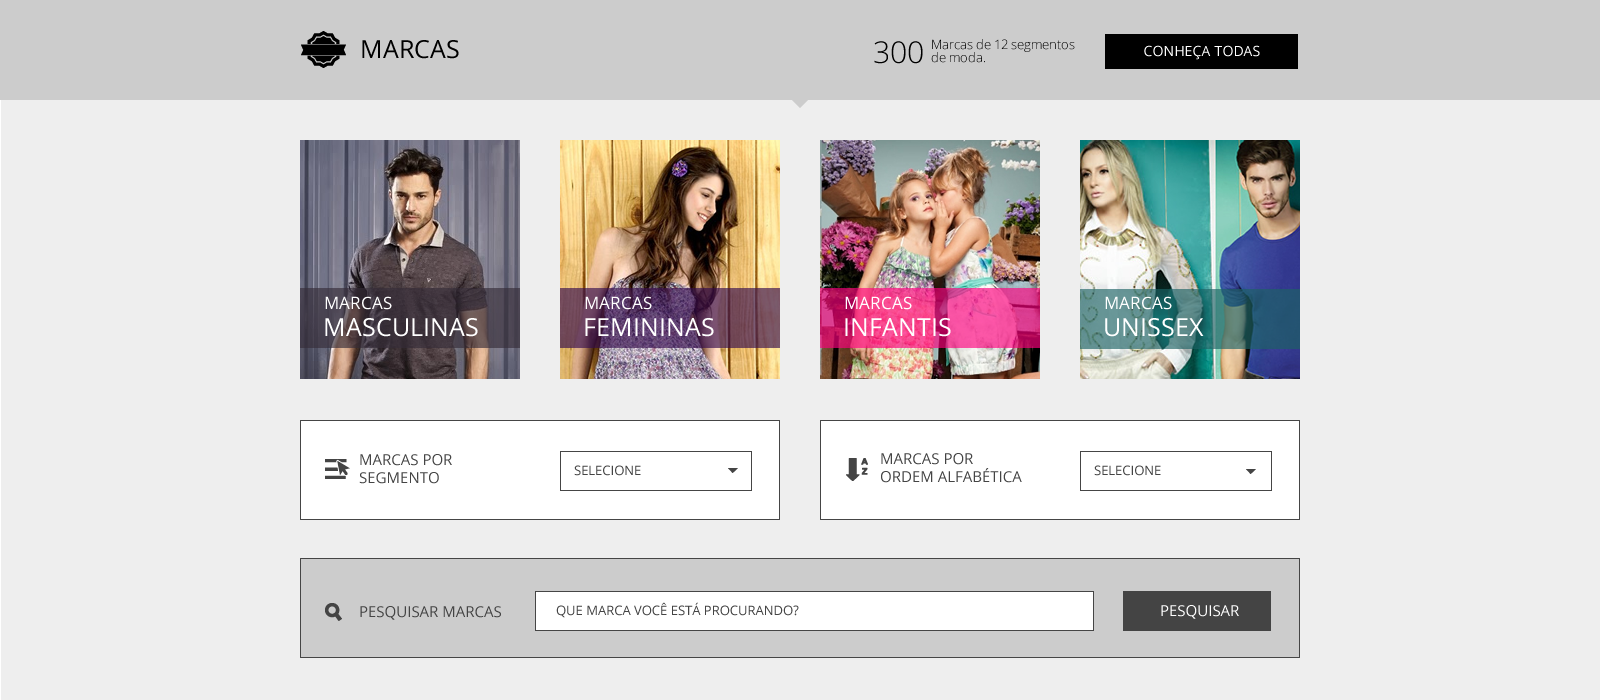 MARCAS
300 Marcas de 12 segmentos
de moda.
CONHEÇA TODAS
MARCAS
MASCULINAS
MARCAS
FEMININAS
MARCAS
INFANTIS
MARCAS
UNISSEX
MARCAS POR
SEGMENTO
SELECIONE
A
Z
MARCAS POR
ORDEM ALFABÉTICA
SELECIONE
PESQUISAR MARCAS
QUE MARCA VOCÊ ESTÁ PROCURANDO?
PESQUISAR